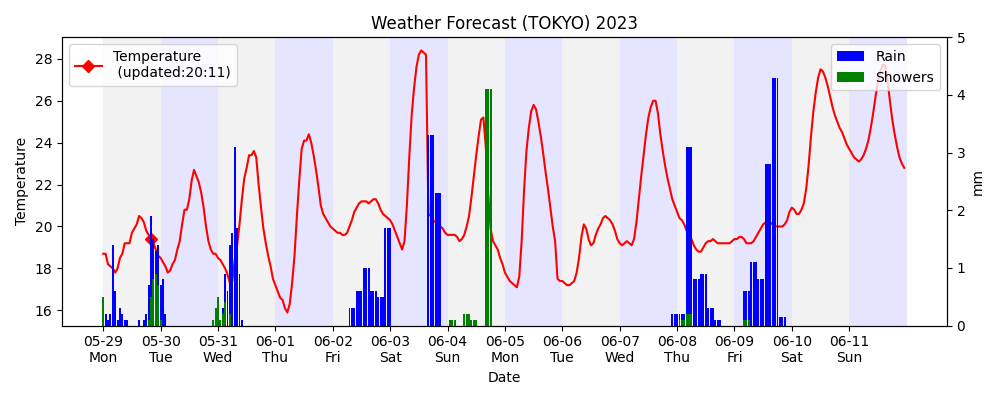 Weather Forecast (TOKYO) 2023
Temperature
(updated:20:11)
Rain
Showers
Temperature
28
26
24
22
20
18
16
5
4
3
2
1
0
mm
05-29 05-30 05-31 06-01 06-02 06-03 06-04 06-05 06-06 06-07 06-08 06-09 06-10 06-11
Mon Tue Wed Thu Fri Sat Sun Mon Tue Wed Thu Fri Sat Sun
Date